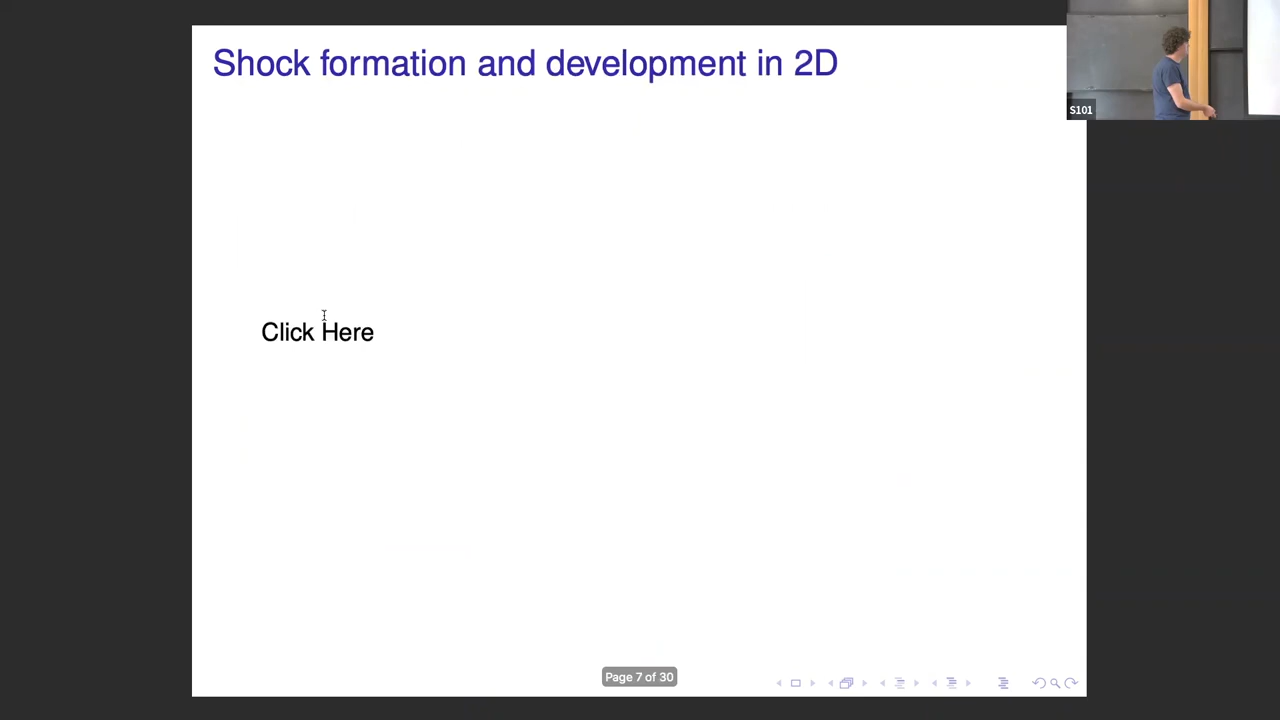 Shock formation and development in 2D
S101
Click Here
Page 7 of 30